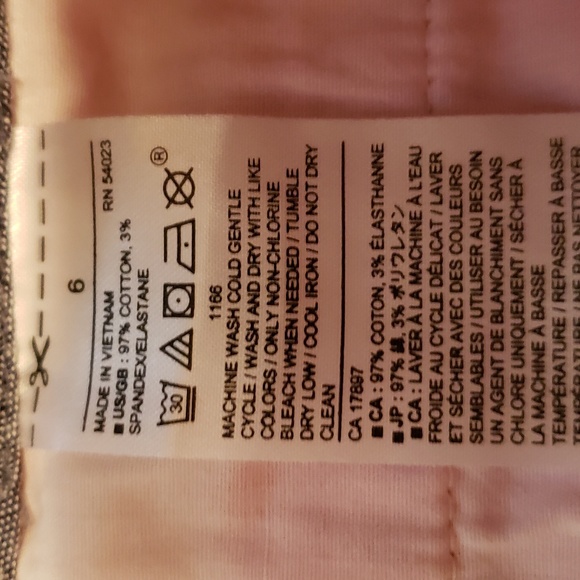 6
MADE IN VIETNAM RN 54023
■ US/GB : 97% COTTON, 3%
SPANDEX/ELASTANE
®
30
1166
MACHINE WASH COLD GENTLE
CYCLE / WASH AND DRY WITH LIKE
COLORS / ONLY NON-CHLORINE
BLEACH WHEN NEEDED / TUMBLE
DRY LOW / COOL IRON / DO NOT DRY
CLEAN
CA 17897
■ CA : 97% COTON, 3% ÉLASTHANNE
■ JP : 97% 綿, 3% ポリウレタン
■ CA : LAVER À LA MACHINE À L'EAU
FROIDE AU CYCLE DÉLICAT / LAVER
ET SÉCHER AVEC DES COULEURS
SEMBLABLES / UTILISER AU BESOIN
UN AGENT DE BLANCHIMENT SANS
CHLORE UNIQUEMENT / SÉCHER À
LA MACHINE À BASSE
TEMPÉRATURE / REPASSER À BASSE
TEMPÉRATURE / NE PAS NETTOYER